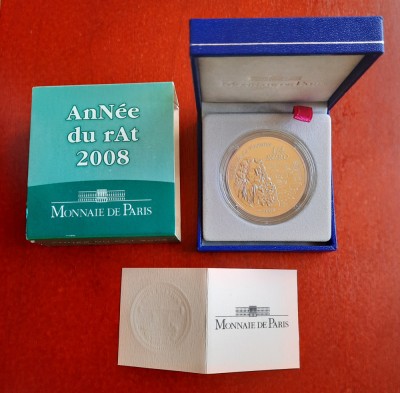 AnNée
du rAt
2008
MONNAIE DE PARIS
MONNAIE DE PARIS